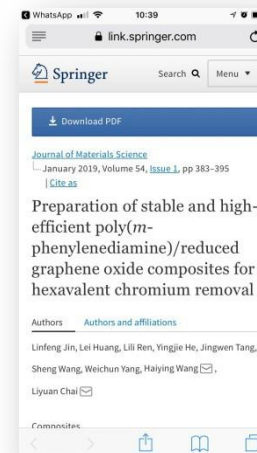 WhatsApp 10:39
link.springer.com
Springer Search Menu
Download PDF
Journal of Materials Science
January 2019, Volume 54, Issue 1, pp 383–395
| Cite as
Preparation of stable and high-
efficient poly(m-
phenylenediamine)/reduced
graphene oxide composites for
hexavalent chromium removal
Authors Authors and affiliations
Linfeng Jin, Lei Huang, Lili Ren, Yingjie He, Jingwen Tang,
Sheng Wang, Weichun Yang, Haiying Wang ,
Liyuan Chai
Composites